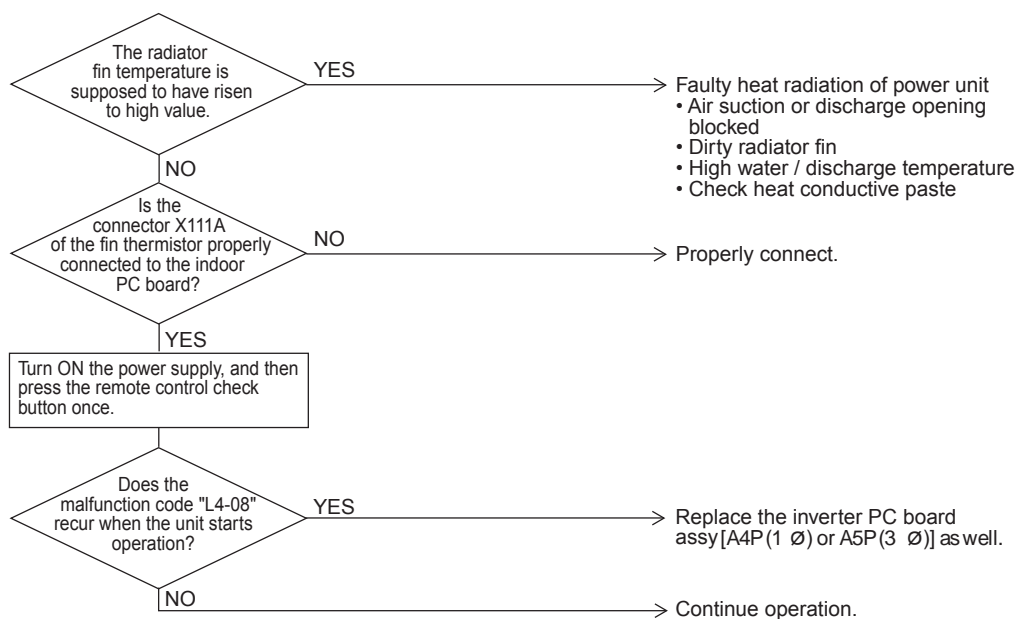 The radiator
fin temperature is
supposed to have risen
to high value.
YES
Faulty heat radiation of power unit
• Air suction or discharge opening
blocked
• Dirty radiator fin
• High water / discharge temperature
• Check heat conductive paste
NO
Is the
connector X111A
of the fin thermistor properly
connected to the indoor
PC board?
NO
Properly connect.
YES
Turn ON the power supply, and then
press the remote control check
button once.
Does the
malfunction code "L4-08"
recur when the unit starts
operation?
YES
Replace the inverter PC board
assy [A4P (1 Ø) or A5P (3 Ø)] as well.
NO
Continue operation.